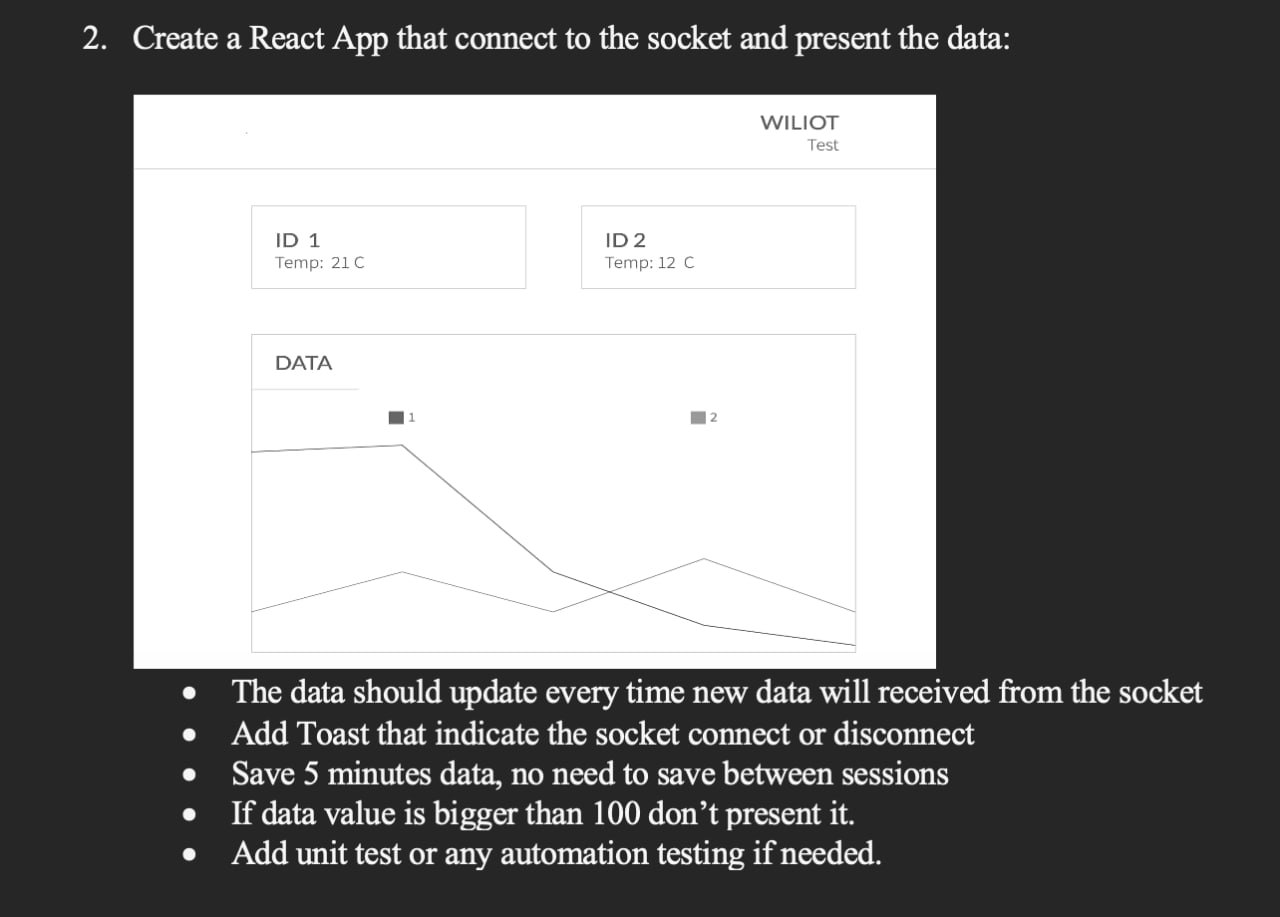 2. Create a React App that connect to the socket and present the data:
WILIOT
Test
ID 1
Temp: 21 C
ID 2
Temp: 12 C
DATA
1
2
• The data should update every time new data will received from the socket
• Add Toast that indicate the socket connect or disconnect
• Save 5 minutes data, no need to save between sessions
• If data value is bigger than 100 don’t present it.
• Add unit test or any automation testing if needed.